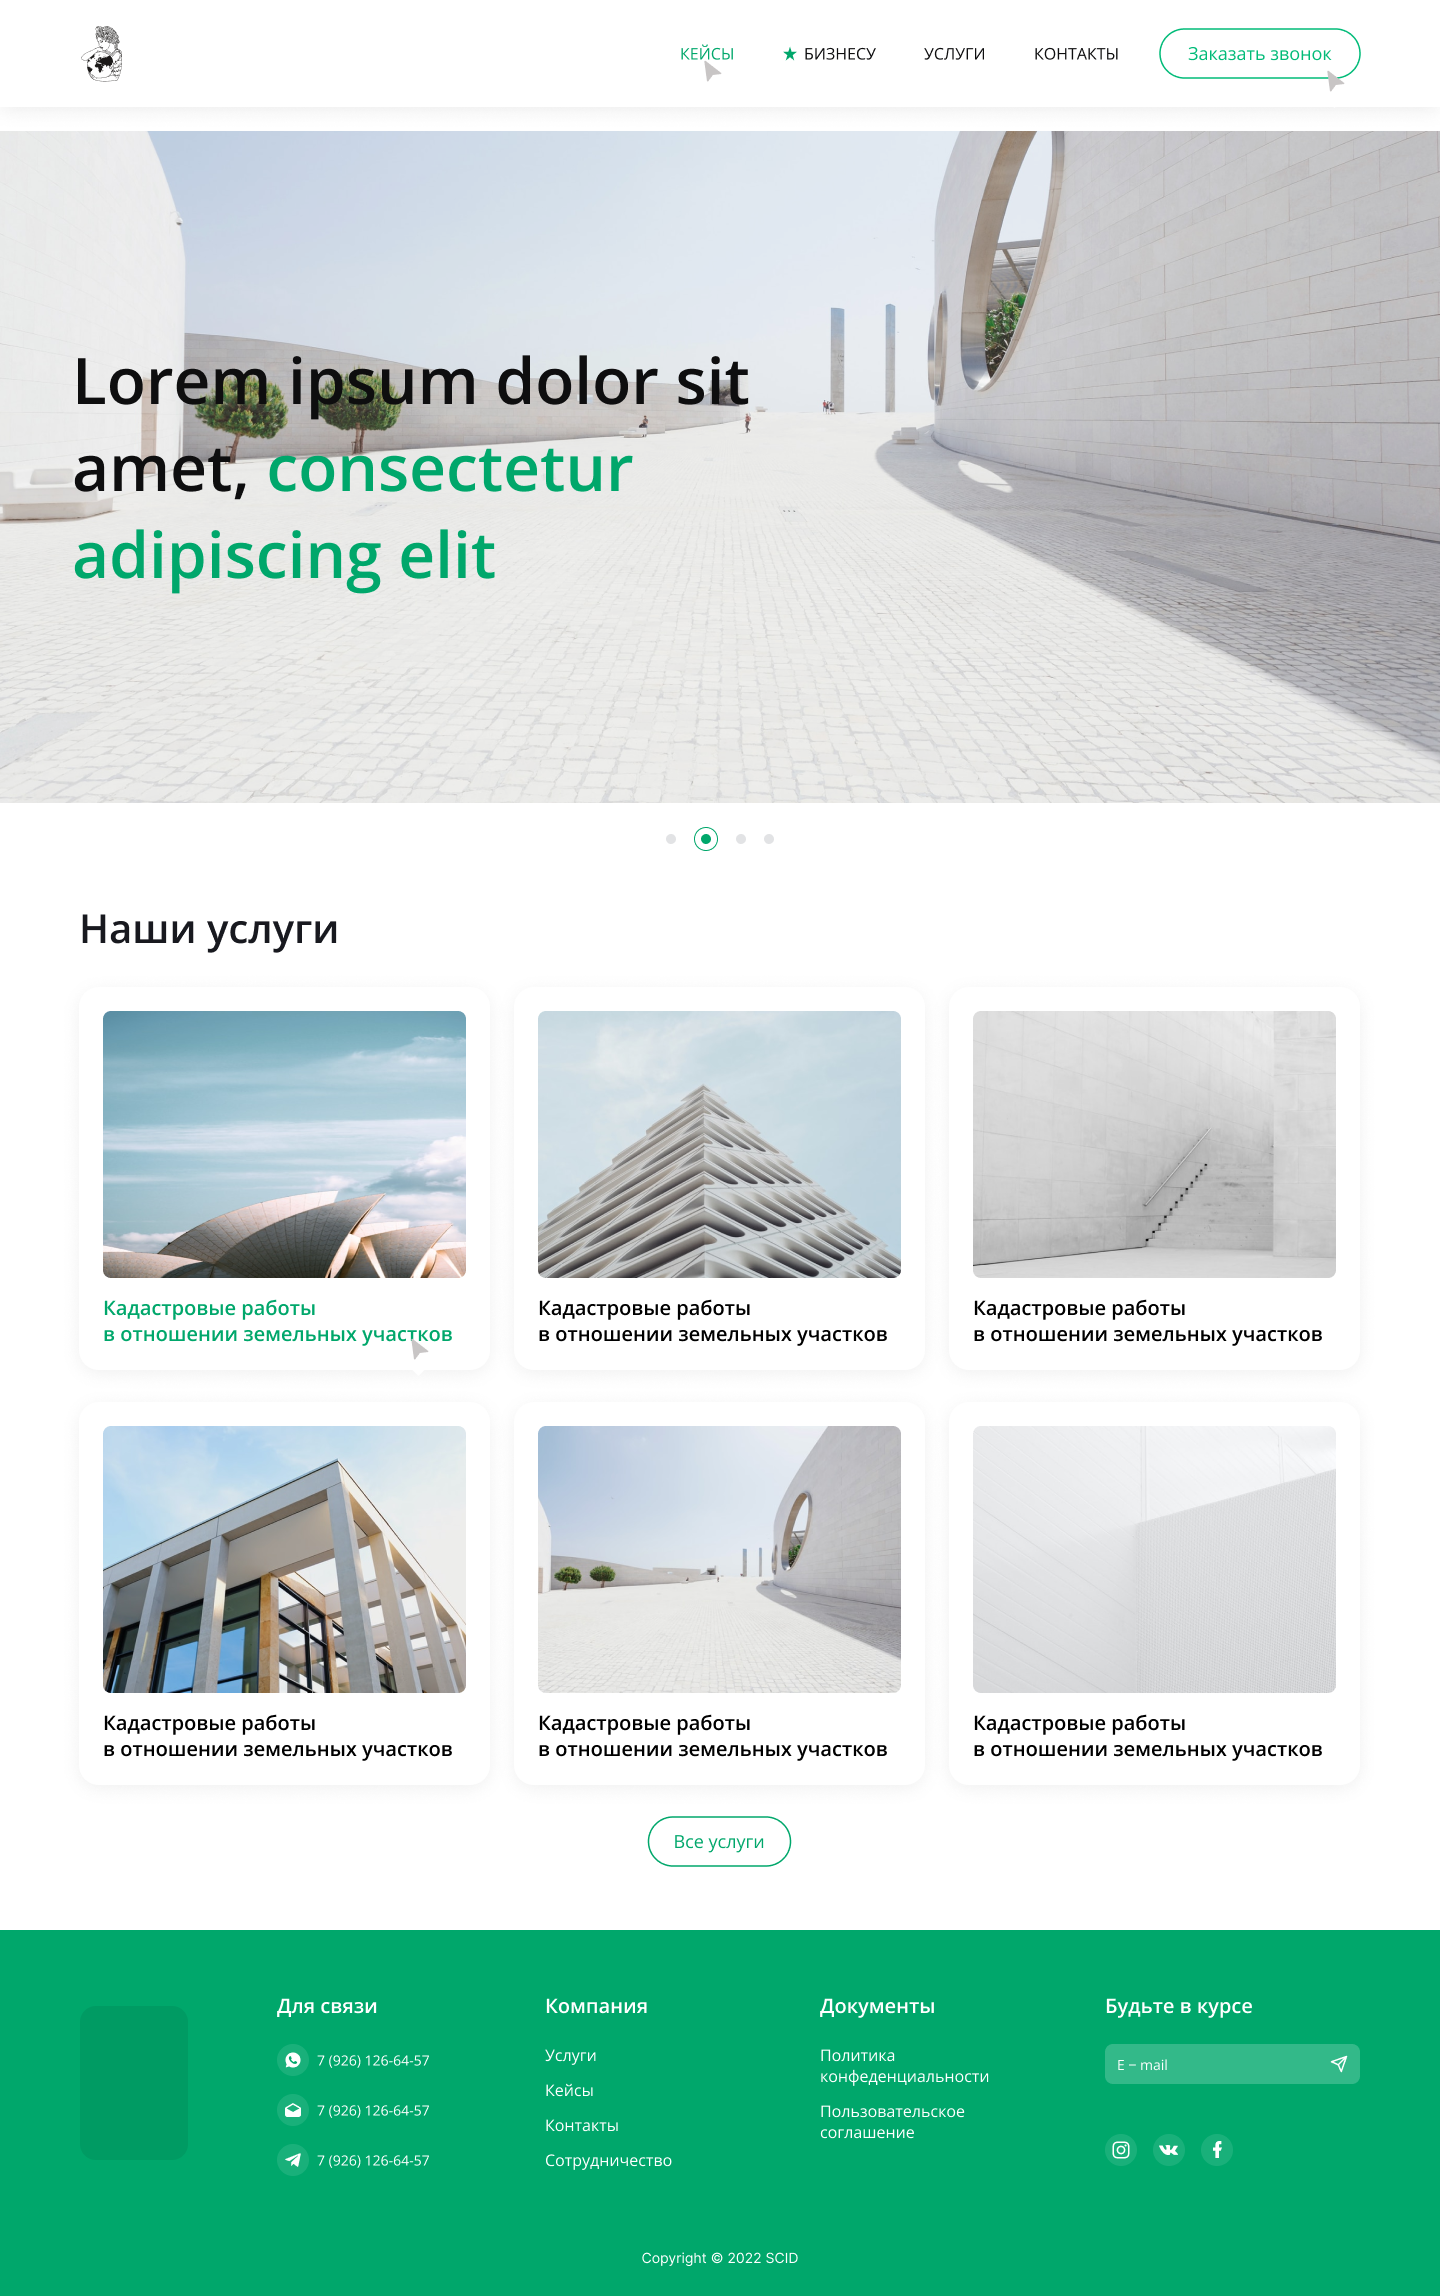 КЕЙСЫ
★ БИЗНЕСУ
УСЛУГИ
КОНТАКТЫ
Заказать звонок
Lorem ipsum dolor sit
amet, consectetur
adipiscing elit
Наши услуги
Кадастровые работы
в отношении земельных участков
Кадастровые работы
в отношении земельных участков
Кадастровые работы
в отношении земельных участков
Кадастровые работы
в отношении земельных участков
Кадастровые работы
в отношении земельных участков
Кадастровые работы
в отношении земельных участков
Все услуги
Для связи
7 (926) 126-64-57
7 (926) 126-64-57
7 (926) 126-64-57
Компания
Услуги
Кейсы
Контакты
Сотрудничество
Документы
Политика
конфеденциальности
Пользовательское
соглашение
Будьте в курсе
E – mail
Copyright © 2022 SCID